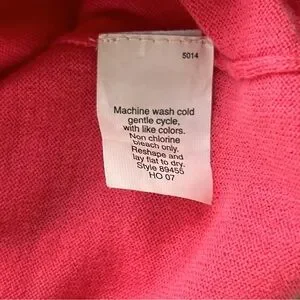 5014
Machine wash cold
gentle cycle,
with like colors.
Non chlorine
bleach only.
Reshape and
lay flat to dry.
Style 89455
HO 07